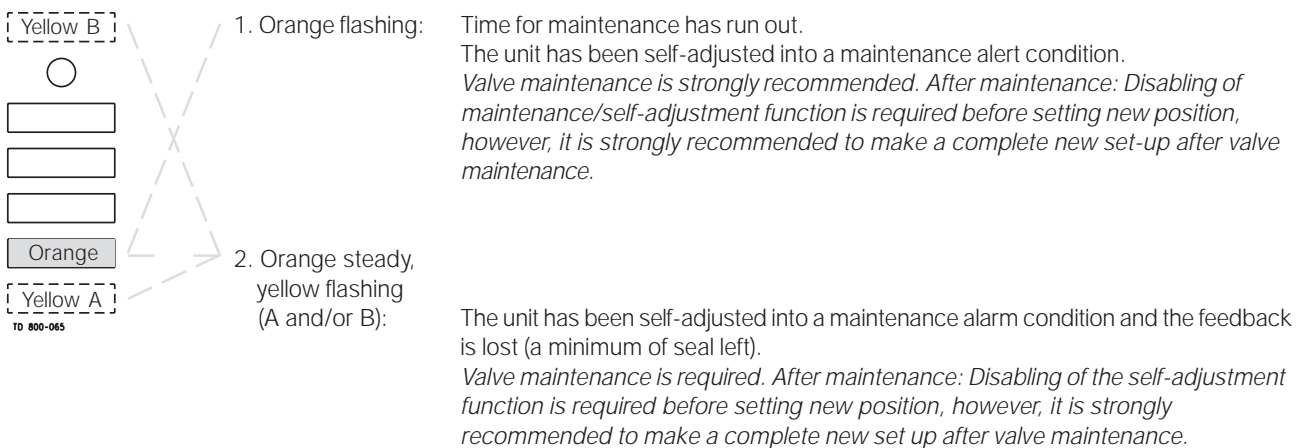 Yellow B
1. Orange flashing:
Time for maintenance has run out.
The unit has been self-adjusted into a maintenance alert condition.
Valve maintenance is strongly recommended. After maintenance: Disabling of
maintenance/self-adjustment function is required before setting new position,
however, it is strongly recommended to make a complete new set-up after valve
maintenance.
Orange
Yellow A
TD 800-065
2. Orange steady,
yellow flashing
(A and/or B):
The unit has been self-adjusted into a maintenance alarm condition and the feedback
is lost (a minimum of seal left).
Valve maintenance is required. After maintenance: Disabling of the self-adjustment
function is required before setting new position, however, it is strongly
recommended to make a complete new set up after valve maintenance.